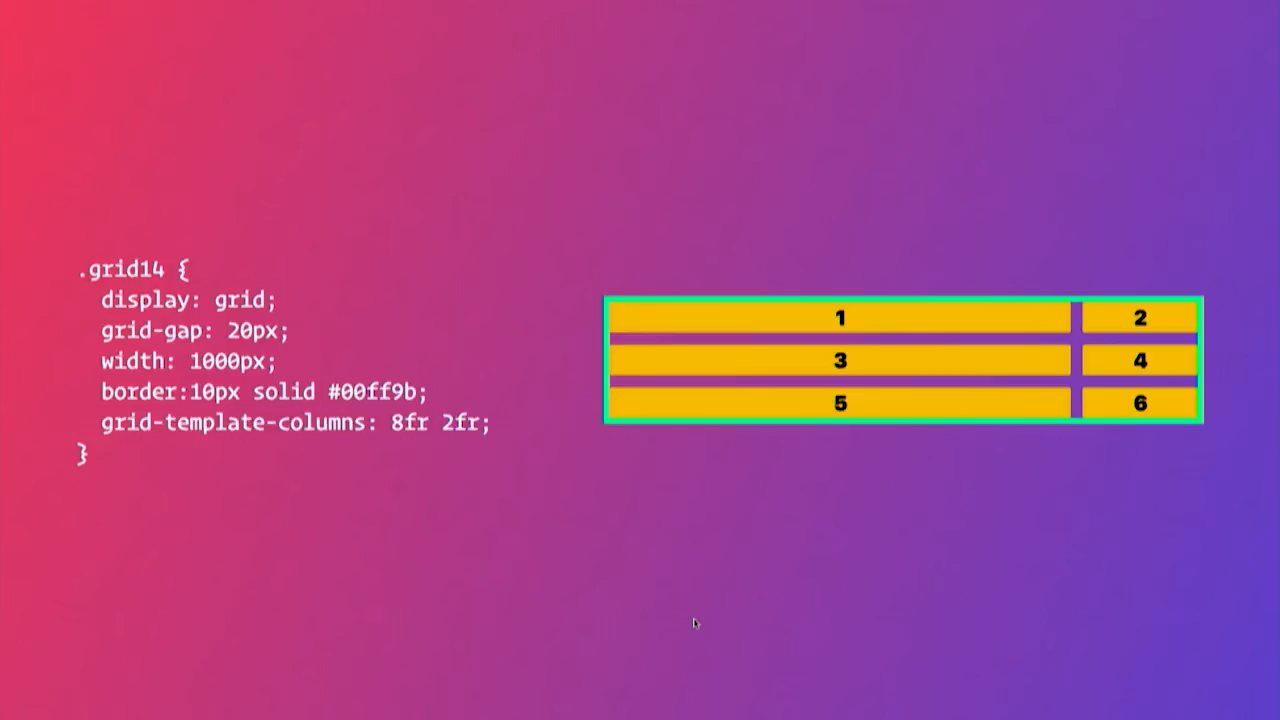 .grid14 {
  display: grid;
  grid-gap: 20px;
  width: 1000px;
  border:10px solid #00ff9b;
  grid-template-columns: 8fr 2fr;
}
1 2
3 4
5 6